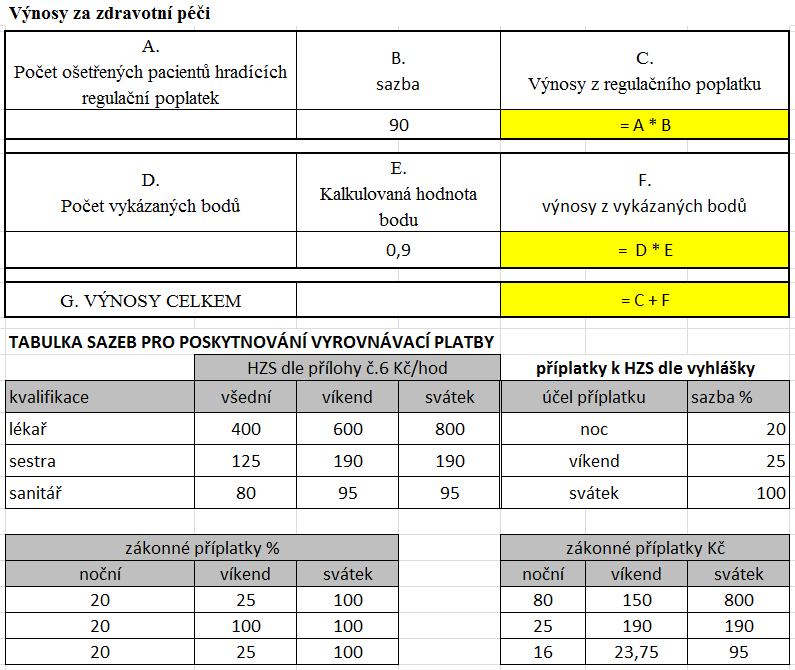 Výnosy za zdravotní péči
A. B. C.
Počet ošetřených pacientů hradících regulační poplatek sazba Výnosy z regulačního poplatku
90 = A * B
D. E. F.
Počet vykázaných bodů Kalkulovaná hodnota bodu výnosy z vykázaných bodů
0,9 = D * E
G. VÝNOSY CELKEM = C + F
TABULKA SAZEB PRO POSKYTNOVÁNÍ VYROVNÁVACÍ PLATBY
HZS dle přílohy č.6 Kč/hod příplatky k HZS dle vyhlášky
kvalifikace všední víkend svátek účel příplatku sazba %
lékař 400 600 800 noc 20
sestra 125 190 190 víkend 25
sanitář 80 95 95 svátek 100
zákonné příplatky % zákonné příplatky Kč
noční víkend svátek noční víkend svátek
20 25 100 80 150 800
20 100 100 25 190 190
20 25 100 16 23,75 95